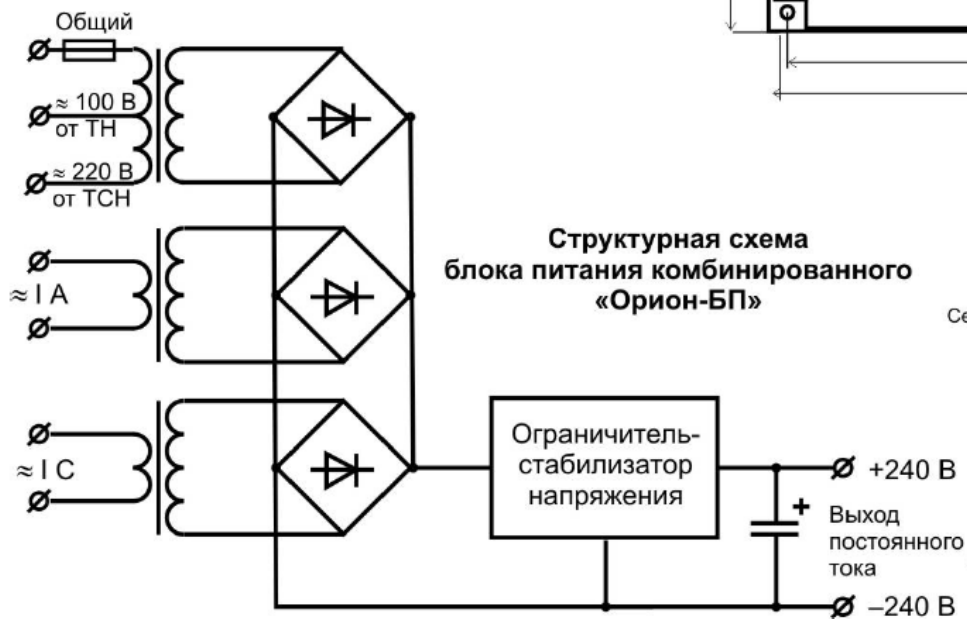 Общий
≈ 100 В
от ТН
≈ 220 В
от ТСН
≈ I А
≈ I С
Структурная схема
блока питания комбинированного
«Орион-БП»
Ограничитель-
стабилизатор
напряжения
+
+240 В
Выход
постоянного
тока
–240 В